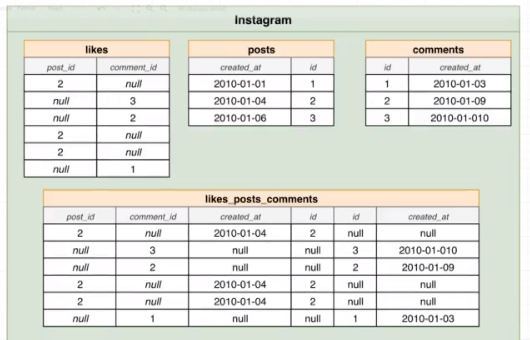 Instagram
likes
post_id comment_id
2 null
null 3
null 2
2 null
2 null
null 1
posts
created_at id
2010-01-01 1
2010-01-04 2
2010-01-06 3
comments
id created_at
1 2010-01-03
2 2010-01-09
3 2010-01-010
likes_posts_comments
post_id comment_id created_at id id created_at
2 null 2010-01-04 2 null null
null 3 null null 3 2010-01-010
null 2 null null 2 2010-01-09
2 null 2010-01-04 2 null null
2 null 2010-01-04 2 null null
null 1 null null 1 2010-01-03